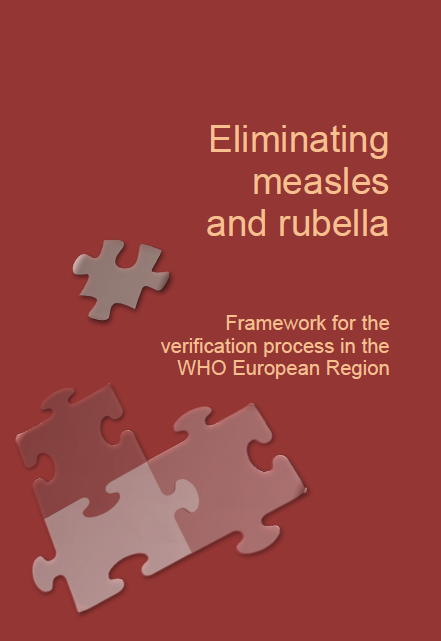 Eliminating
measles
and rubella
Framework for the
verification process in the
WHO European Region